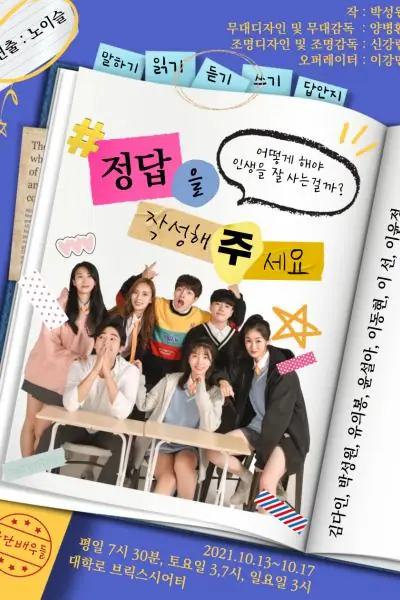 연출 : 노이슬
작 : 박성원
무대디자인 및 무대감독 : 양병환
조명디자인 및 조명감독 : 신강
오퍼레이터 : 이강
말하기
읽기
듣기
쓰기
답안지
#
정답
을
작성해
주
세요
어떻게 해야
인생을 잘 사는걸까?
김다인, 박성원, 유의봉, 윤설아, 이동현, 이 선, 이유정
단배우들
2021.10.13~10.17
평일 7시 30분, 토요일 3,7시, 일요일 3시
대학로 브릭스시어터